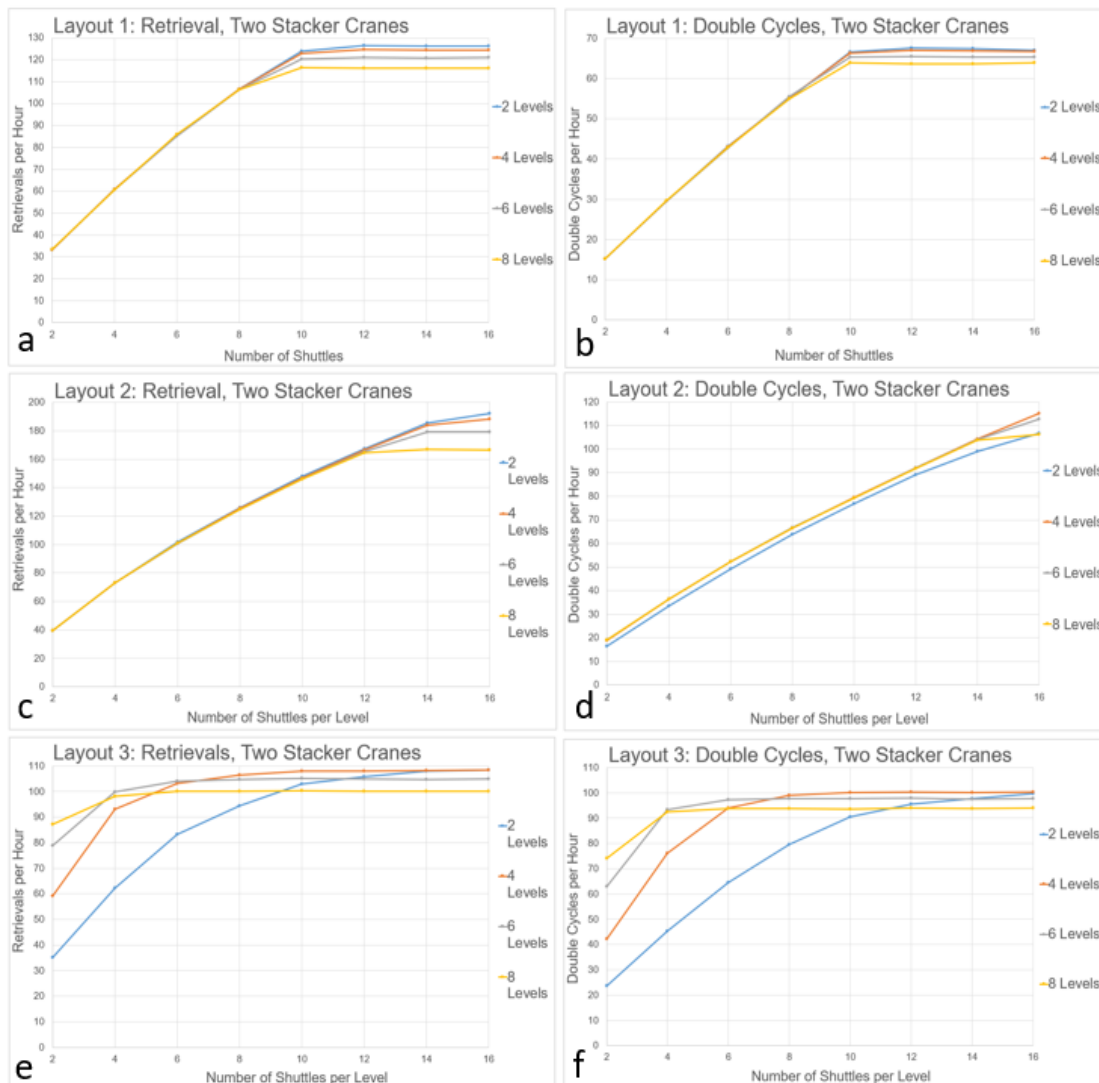 Layout 1: Retrieval, Two Stacker Cranes
Retrievals per Hour
130
120
110
100
90
80
70
60
50
40
30
20
10
0
2 4 6 8 10 12 14 16
Number of Shuttles
2 Levels
4 Levels
6 Levels
8 Levels
a
Layout 1: Double Cycles, Two Stacker Cranes
Double Cycles per Hour
70
60
50
40
30
20
10
0
2 4 6 8 10 12 14 16
Number of Shuttles
2 Levels
4 Levels
6 Levels
8 Levels
b
Layout 2: Retrieval, Two Stacker Cranes
Retrievals per Hour
200
180
160
140
120
100
80
60
40
20
0
2 4 6 8 10 12 14 16
Number of Shuttles per Level
2
Levels
4
Levels
6
Levels
8
Levels
c
Layout 2: Double Cycles, Two Stacker Cranes
Double Cycles per Hour
120
110
100
90
80
70
60
50
40
30
20
10
0
2 4 6 8 10 12 14 16
Number of Shuttles per Level
2 Levels
4 Levels
6 Levels
8 Levels
d
Layout 3: Retrievals, Two Stacker Cranes
Retrievals per Hour
110
100
90
80
70
60
50
40
30
20
10
0
2 4 6 8 10 12 14 16
Number of Shuttles per Level
2
Levels
4
Levels
6
Levels
8
Levels
e
Layout 3: Double Cycles, Two Stacker Cranes
Double Cycles per Hour
110
100
90
80
70
60
50
40
30
20
10
0
2 4 6 8 10 12 14 16
Number of Shuttles per Level
2 Levels
4 Levels
6 Levels
8 Levels
f